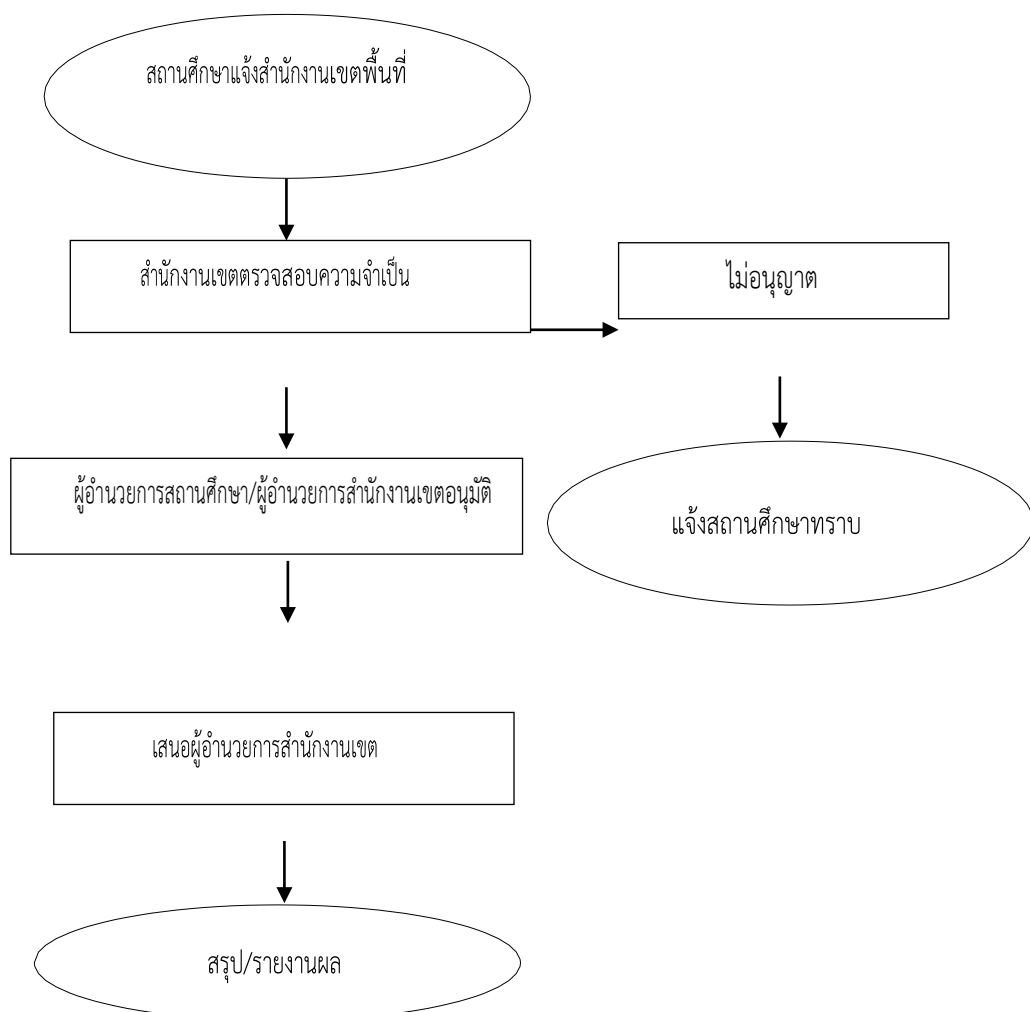 สถานศึกษาแจ้งสำนักงานเขตพื้นที่
สำนักงานเขตตรวจสอบความจำเป็น
ไม่อนุญาต
ผู้อำนวยการสถานศึกษา/ผู้อำนวยการสำนักงานเขตอนุมัติ
แจ้งสถานศึกษาทราบ
เสนอผู้อำนวยการสำนักงานเขต
สรุป/รายงานผล